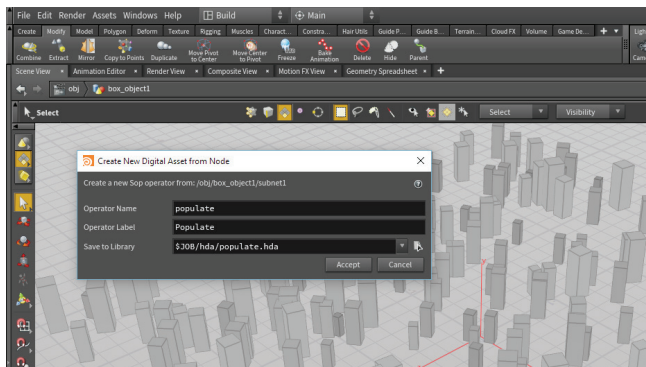 File Edit Render Assets Windows Help Build Main
Create Modify Model Polygon Deform Texture Rigging Muscles Charact... Constra... Hair Utils Guide P... Guide B... Terrain... Cloud FX Volume Game De... + Ligh
Combine Extract Mirror Copy to Points Duplicate Move Pivot to Center Move Center to Pivot Freeze Bake Animation Delete Hide Parent Cam
Scene View × Animation Editor × Render View × Composite View × Motion FX View × Geometry Spreadsheet × +
obj box_object1
Select Select Visibility
Create New Digital Asset from Node
Create a new Sop operator from: /obj/box_object1/subnet1
Operator Name populate
Operator Label Populate
Save to Library $JOB/hda/populate.hda
Accept Cancel
y